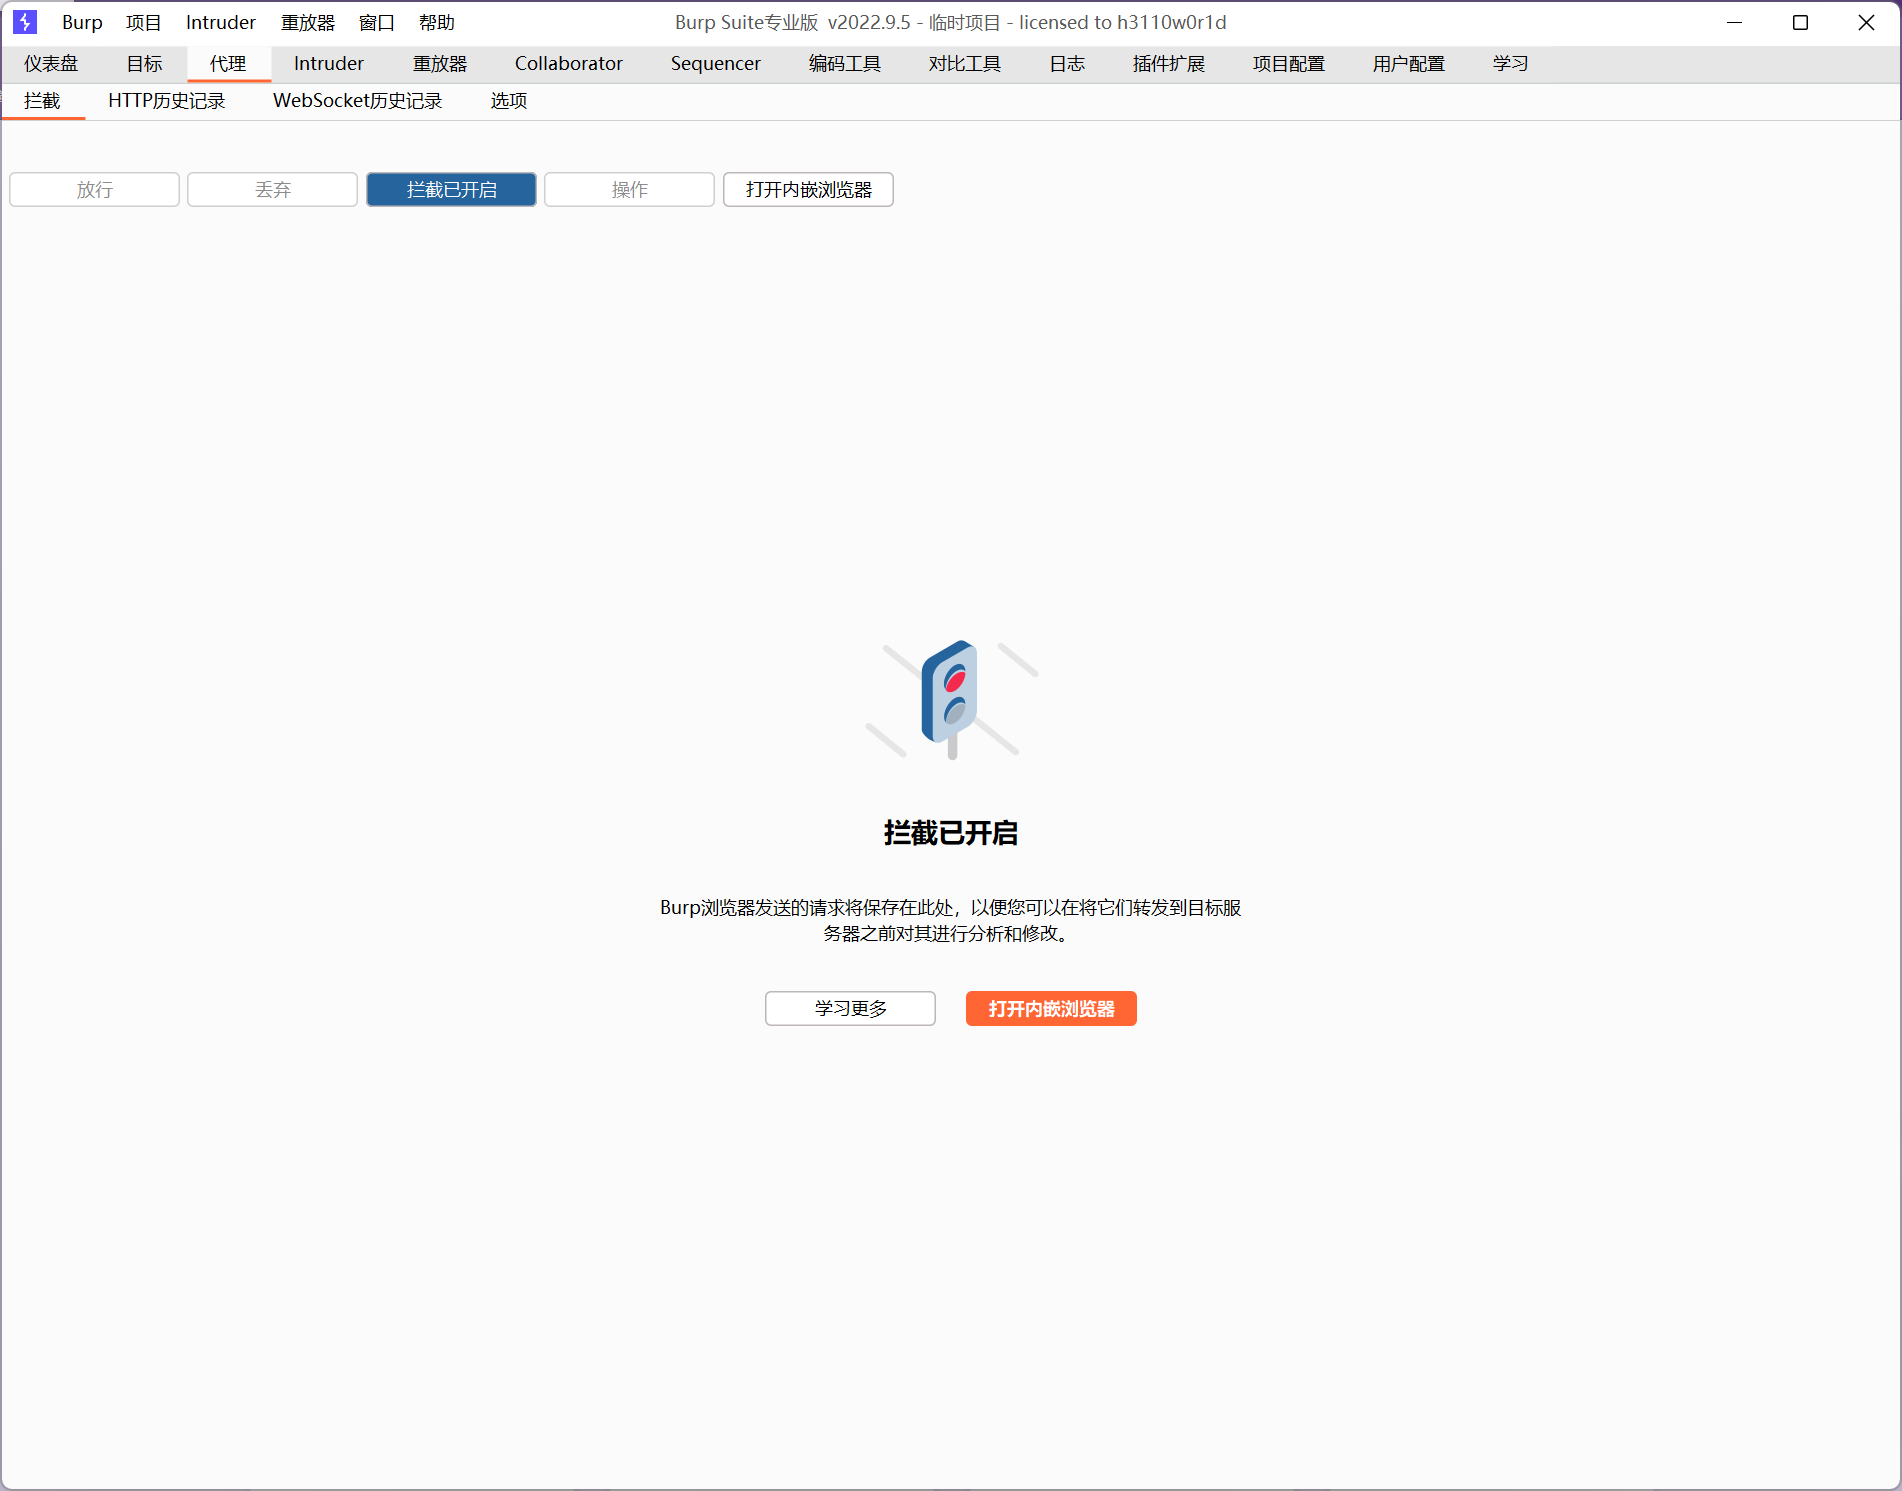 Burp 项目 Intruder 重放器 窗口 帮助 Burp Suite专业版 v2022.9.5 - 临时项目 - licensed to h3110w0r1d
仪表盘 目标 代理 Intruder 重放器 Collaborator Sequencer 编码工具 对比工具 日志 插件扩展 项目配置 用户配置 学习
拦截 HTTP历史记录 WebSocket历史记录 选项
放行 丢弃 拦截已开启 操作 打开内嵌浏览器
拦截已开启
Burp浏览器发送的请求将保存在此处，以便您可以在将它们转发到目标服
务器之前对其进行分析和修改。
学习更多 打开内嵌浏览器